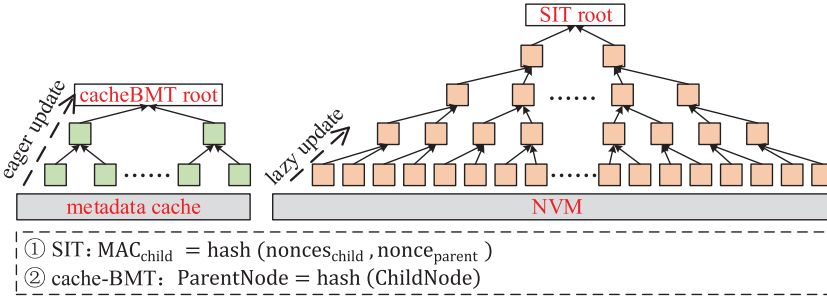 SIT root
cacheBMT root
eager update
lazy update
......
......
......
metadata cache
NVM
① SIT: MAC_child = hash (nonces_child , nonce_parent )
② cache-BMT: ParentNode = hash (ChildNode)